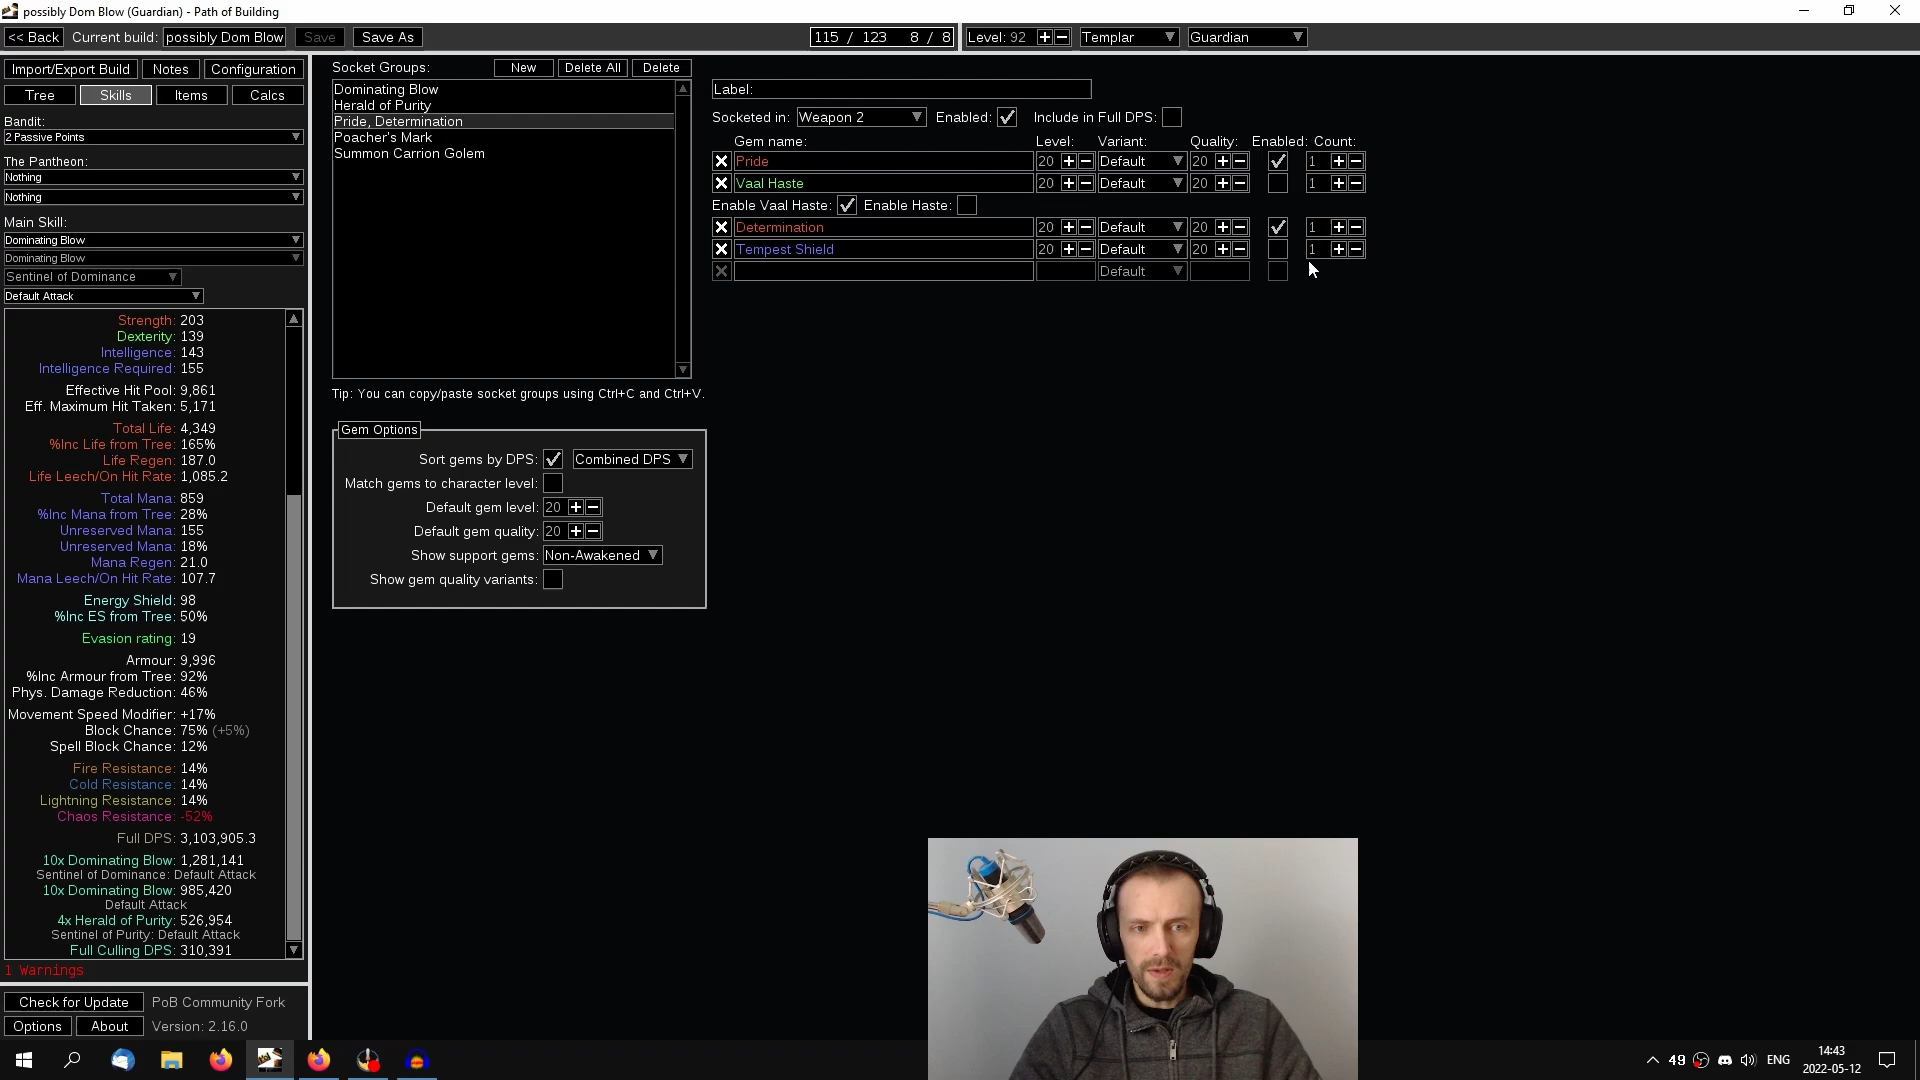 possibly Dom Blow (Guardian) - Path of Building
<< Back Current build: possibly Dom Blow Save Save As 115 / 123 8 / 8 Level: 92 Templar Guardian
Import/Export Build Notes Configuration
Tree Skills Items Calcs
Bandit:
2 Passive Points
The Pantheon:
Nothing
Nothing
Main Skill:
Dominating Blow
Dominating Blow
Sentinel of Dominance
Default Attack
Strength: 203
Dexterity: 139
Intelligence: 143
Intelligence Required: 155
Effective Hit Pool: 9,861
Eff. Maximum Hit Taken: 5,171
Total Life: 4,349
%Inc Life from Tree: 165%
Life Regen: 187.0
Life Leech/On Hit Rate: 1,085.2
Total Mana: 859
%Inc Mana from Tree: 28%
Unreserved Mana: 155
Unreserved Mana: 18%
Mana Regen: 21.0
Mana Leech/On Hit Rate: 107.7
Energy Shield: 98
%Inc ES from Tree: 50%
Evasion rating: 19
Armour: 9,996
%Inc Armour from Tree: 92%
Phys. Damage Reduction: 46%
Movement Speed Modifier: +17%
Block Chance: 75% (+5%)
Spell Block Chance: 12%
Fire Resistance: 14%
Cold Resistance: 14%
Lightning Resistance: 14%
Chaos Resistance: -52%
Full DPS: 3,103,905.3
10x Dominating Blow: 1,281,141
Sentinel of Dominance: Default Attack
10x Dominating Blow: 985,420
Default Attack
4x Herald of Purity: 526,954
Sentinel of Purity: Default Attack
Full Culling DPS: 310,391
1 Warnings
Check for Update PoB Community Fork
Options About Version: 2.16.0
Socket Groups: New Delete All Delete
Dominating Blow
Herald of Purity
Pride, Determination
Poacher's Mark
Summon Carrion Golem
Tip: You can copy/paste socket groups using Ctrl+C and Ctrl+V.
Gem Options
Sort gems by DPS: Combined DPS
Match gems to character level:
Default gem level: 20
Default gem quality: 20
Show support gems: Non-Awakened
Show gem quality variants:
Label:
Socketed in: Weapon 2 Enabled: Include in Full DPS:
Gem name: Level: Variant: Quality: Enabled: Count:
Pride 20 Default 20 1
Vaal Haste 20 Default 20 1
Enable Vaal Haste: Enable Haste:
Determination 20 Default 20 1
Tempest Shield 20 Default 20 1
Default
49 ENG 14:43
2022-05-12